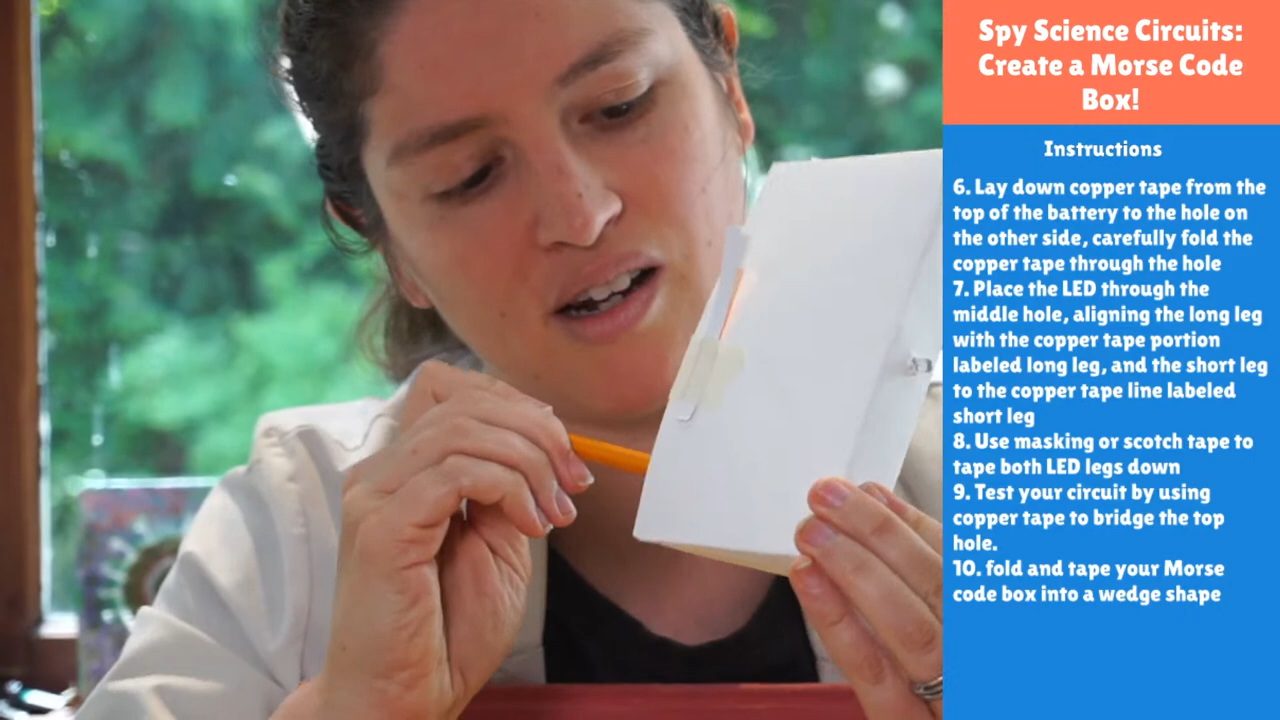 Spy Science Circuits:
Create a Morse Code
Box!
Instructions
6. Lay down copper tape from the
top of the battery to the hole on
the other side, carefully fold the
copper tape through the hole
7. Place the LED through the
middle hole, aligning the long leg
with the copper tape portion
labeled long leg, and the short leg
to the copper tape line labeled
short leg
8. Use masking or scotch tape to
tape both LED legs down
9. Test your circuit by using
copper tape to bridge the top
hole.
10. fold and tape your Morse
code box into a wedge shape